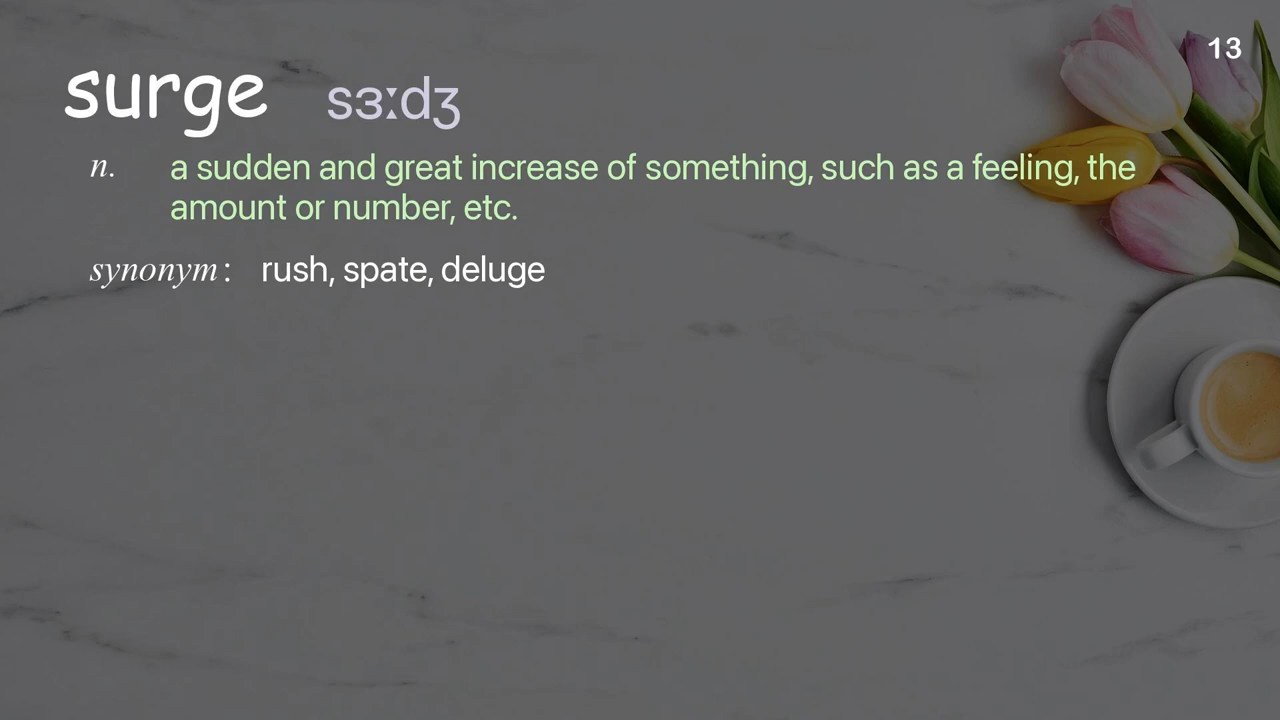 13
surge sɜːdʒ
n. a sudden and great increase of something, such as a feeling, the
amount or number, etc.
synonym: rush, spate, deluge